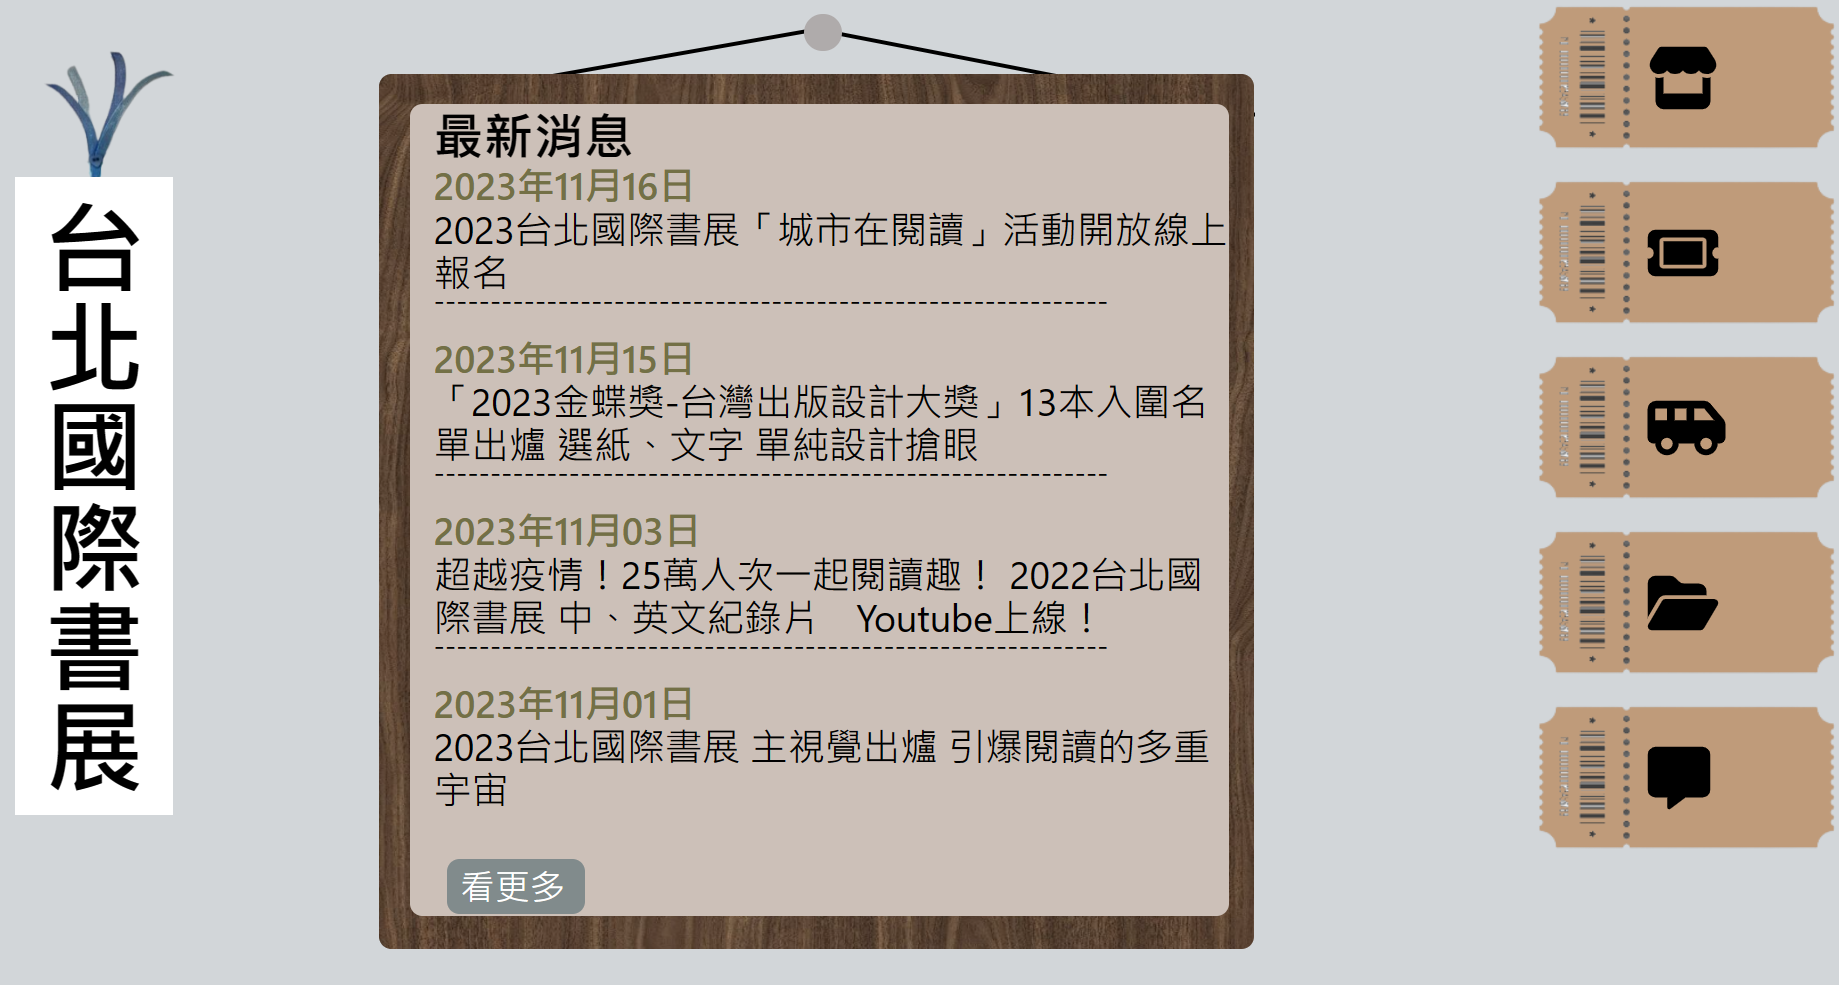 台北國際書展
最新消息
2023年11月16日
2023台北國際書展「城市在閱讀」活動開放線上
報名
------------------------------------------------------------
2023年11月15日
「2023金蝶獎-台灣出版設計大獎」13本入圍名
單出爐 選紙、文字 單純設計搶眼
------------------------------------------------------------
2023年11月03日
超越疫情！25萬人次一起閱讀趣！ 2022台北國
際書展 中、英文紀錄片　Youtube上線！
------------------------------------------------------------
2023年11月01日
2023台北國際書展 主視覺出爐 引爆閱讀的多重
宇宙
看更多